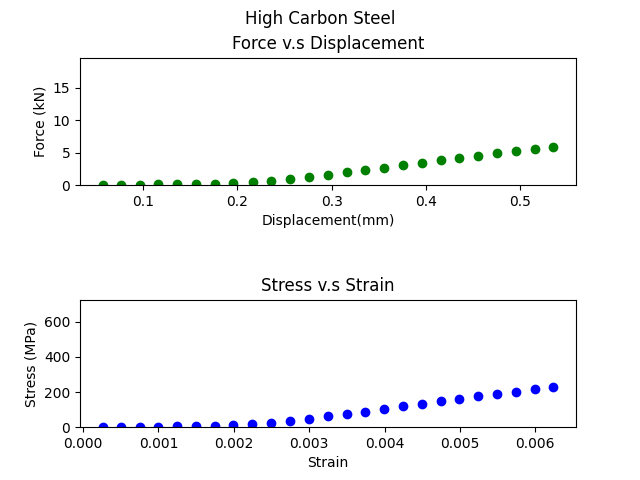 High Carbon Steel
Force v.s Displacement
15
10
5
0
Force (kN)
0.1 0.2 0.3 0.4 0.5
Displacement(mm)
Stress v.s Strain
600
400
200
0
Stress (MPa)
0.000 0.001 0.002 0.003 0.004 0.005 0.006
Strain